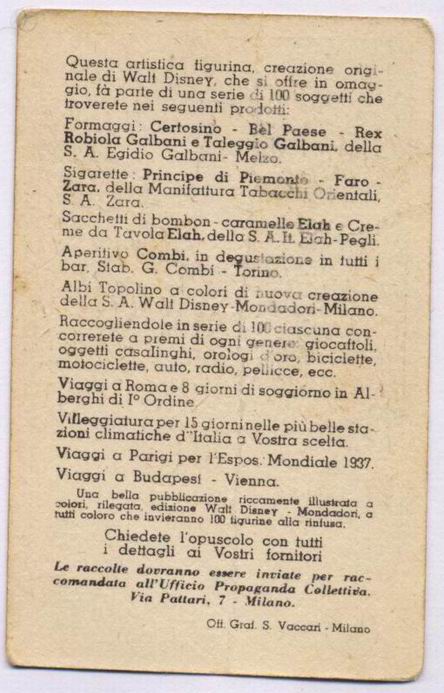 Questa artistica figurina, creazione origi-
nale di Walt Disney, che si offre in omag-
gio, fà parte di una serie di 100 soggetti che
troverete nei seguenti prodotti:
Formaggi: Certosino - Bel Paese - Rex
Robiola Galbani e Taleggio Galbani, della
S. A. Egidio Galbani- Melzo.
Sigarette: Principe di Piemonte - Faro -
Zara, della Manifattura Tabacchi Orientali,
S. A. Zara.
Sacchetti di bombon - caramelle Elah e Cre-
me da Tavola Elah, della S. A. It. Elah-Pegli.
Aperitivo Combi, in degustazione in tutti i
bar, Stab. G. Combi - Torino.
Albi Topolino a colori di nuova creazione
della S. A. Walt Disney-Mondadori-Milano.
Raccogliendole in serie di 100 ciascuna con-
correrete a premi di ogni genere: giocattoli,
oggetti casalinghi, orologi d'oro, biciclette,
motociclette, auto, radio, pellicce, ecc.
Viaggi a Roma e 8 giorni di soggiorno in Al-
berghi di Iº Ordine
Villeggiatura per 15 giorni nelle più belle sta-
zioni climatiche d"Italia a Vostra scelta.
Viaggi a Parigi per l'Espos. Mondiale 1937.
Viaggi a Budapest - Vienna.
Una bella pubblicazione riccamente illustrata a
colori, rilegata, edizione Walt Disney - Mondadori, a
tutti coloro che invieranno 100 figurine alla rinfusa.
Chiedete l'opuscolo con tutti
i dettagli ai Vostri fornitori
Le raccolte dovranno essere inviate per rac-
comandata all'Ufficio Propaganda Collettiva.
Via Pattari, 7 - Milano.
Off. Graf. S. Vaccari - Milano